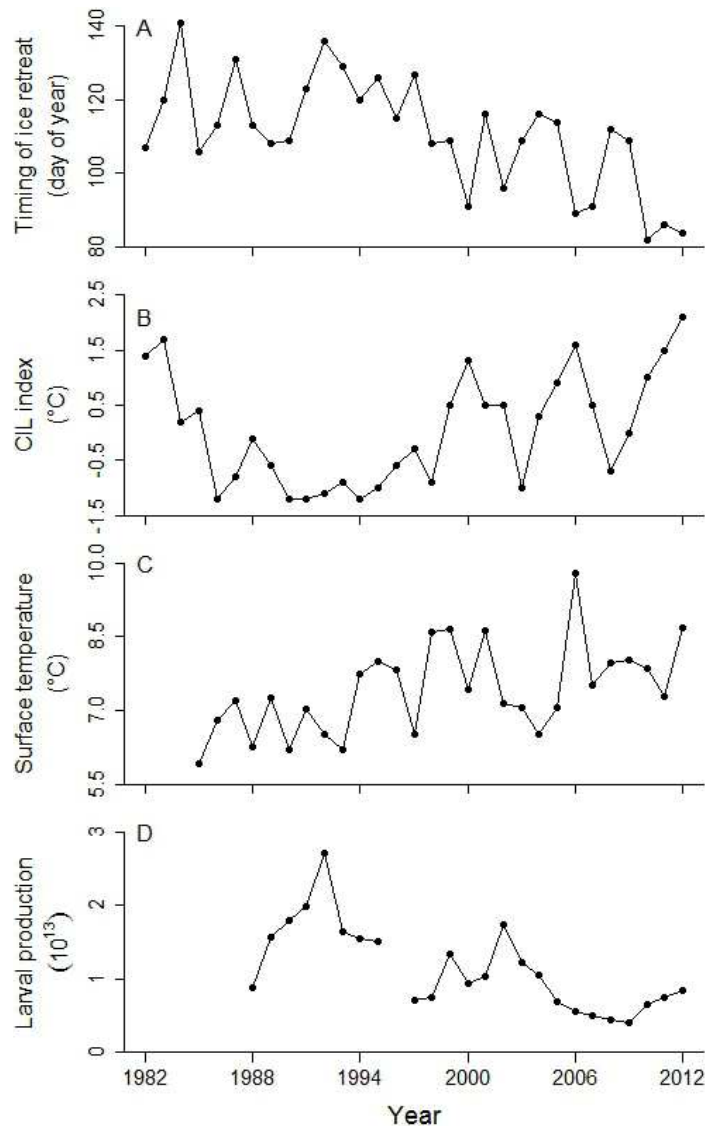 A
Timing of ice retreat
(day of year)
140
120
100
80
B
CIL index
(°C)
2.5
1.5
0.5
-0.5
-1.5
C
Surface temperature
(°C)
10.0
8.5
7.0
5.5
D
Larval production
(10¹³)
3
2
1
0
1982 1988 1994 2000 2006 2012
Year